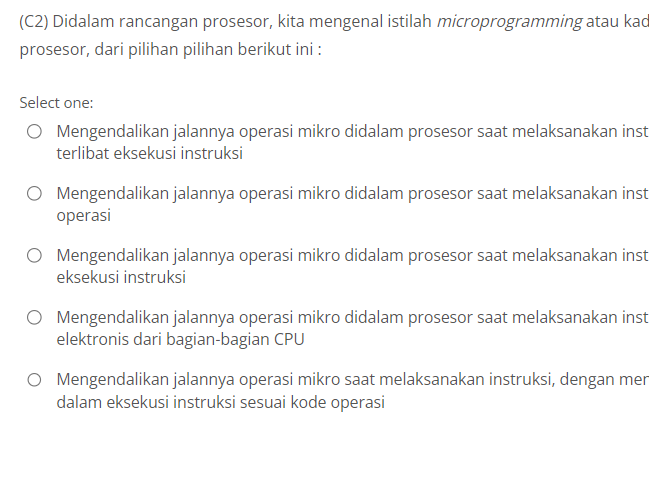 (C2) Didalam rancangan prosesor, kita mengenal istilah microprogramming atau kad
prosesor, dari pilihan pilihan berikut ini :
Select one:
Mengendalikan jalannya operasi mikro didalam prosesor saat melaksanakan inst
terlibat eksekusi instruksi
Mengendalikan jalannya operasi mikro didalam prosesor saat melaksanakan inst
operasi
Mengendalikan jalannya operasi mikro didalam prosesor saat melaksanakan inst
eksekusi instruksi
Mengendalikan jalannya operasi mikro didalam prosesor saat melaksanakan inst
elektronis dari bagian-bagian CPU
Mengendalikan jalannya operasi mikro saat melaksanakan instruksi, dengan mer
dalam eksekusi instruksi sesuai kode operasi